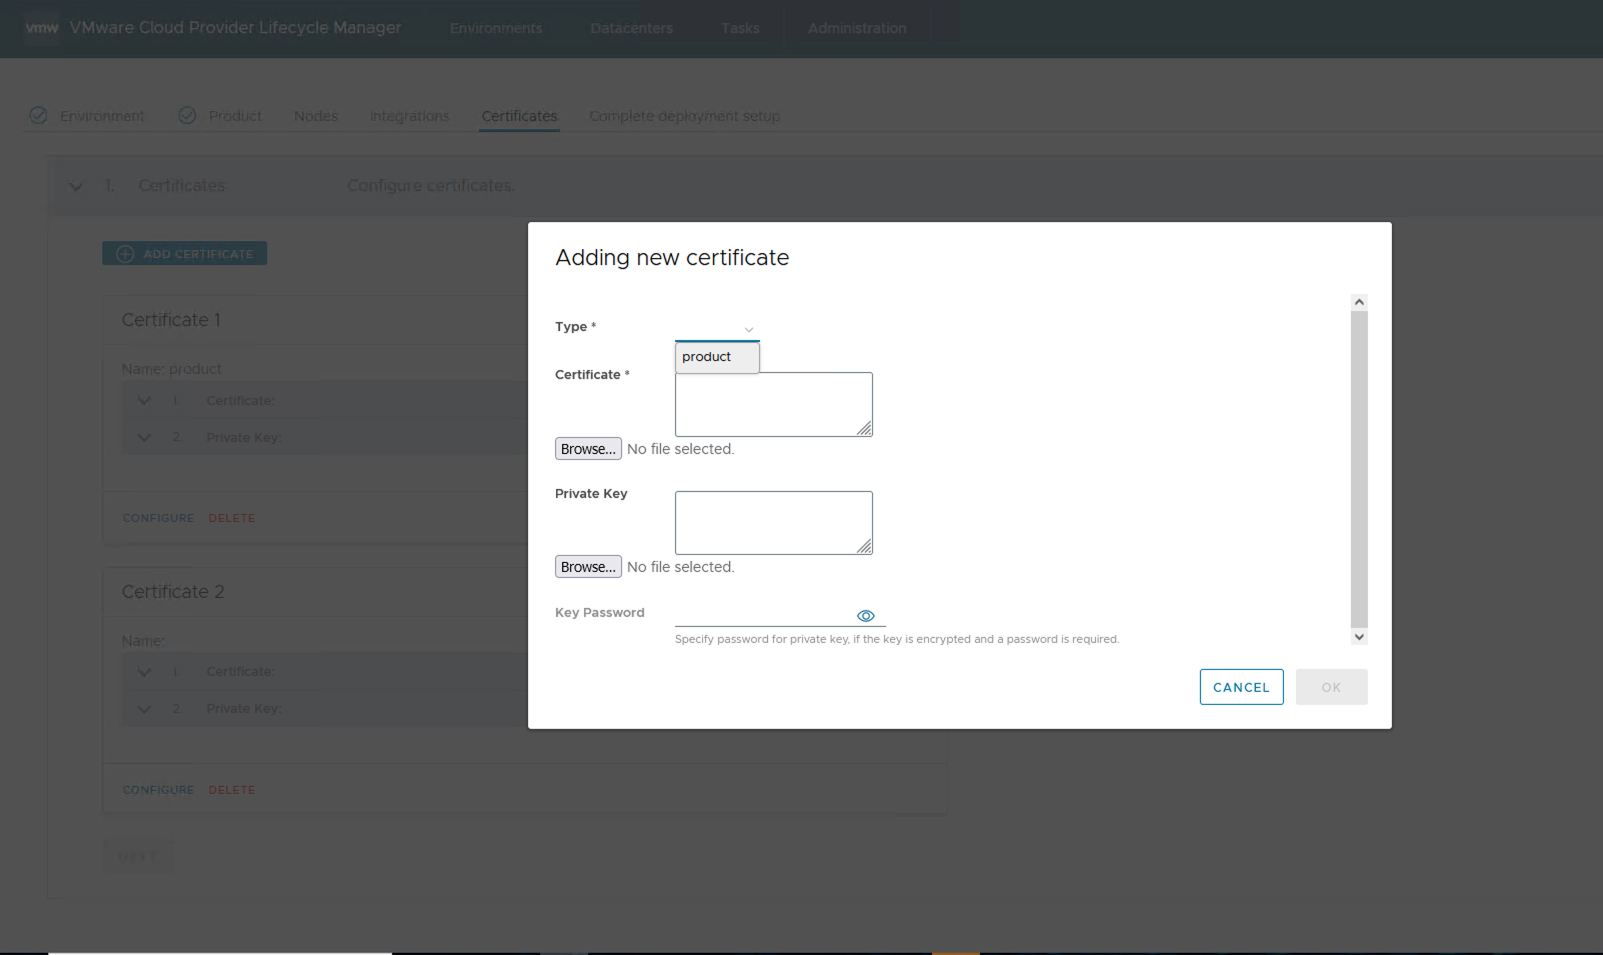 vmw VMware Cloud Provider Lifecycle Manager Environments Datacenters Tasks Administration
Environment Product Nodes Integrations Certificates Complete deployment setup
1. Certificates Configure certificates.
ADD CERTIFICATE
Certificate 1
Name: product
1. Certificate:
2. Private Key:
CONFIGURE DELETE
Certificate 2
Name:
1. Certificate:
2. Private Key:
CONFIGURE DELETE
NEXT
Adding new certificate
Type *
product
Certificate *
Browse... No file selected.
Private Key
Browse... No file selected.
Key Password
Specify password for private key, if the key is encrypted and a password is required.
CANCEL OK